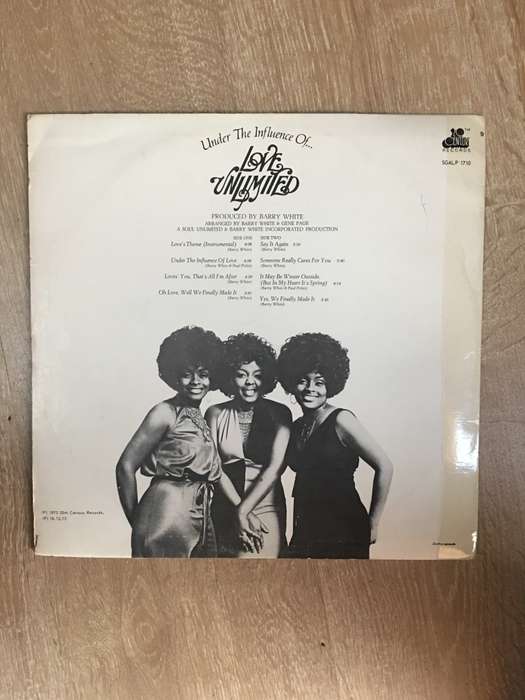 Under The Influence Of...
LOVE
UNLIMITED
20TH CENTURY
RECORDS
SGALP 1710
PRODUCED BY BARRY WHITE
ARRANGED BY BARRY WHITE & GENE PAGE
A SOUL UNLIMITED & BARRY WHITE INCORPORATED PRODUCTION
SIDE ONE
Love's Theme (Instrumental)
(Barry White)
Under The Influence Of Love
(Barry White & Paul Politi)
Lovin' You, That's All I'm After
(Barry White)
Oh Love, Well We Finally Made It
(Barry White)
SIDE TWO
Say It Again
(Barry White)
Someone Really Cares For You
(Barry White)
It May Be Winter Outside,
(But In My Heart It's Spring)
(Barry White & Paul Politi)
Yes, We Finally Made It
(Barry White)
(P) 1973 20th Century Records.